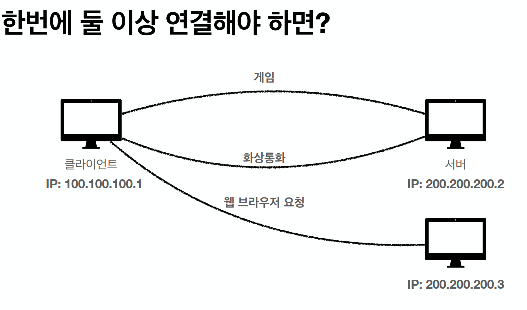 한번에 둘 이상 연결해야 하면?
게임
화상통화
웹 브라우저 요청
클라이언트
IP: 100.100.100.1
서버
IP: 200.200.200.2
IP: 200.200.200.3